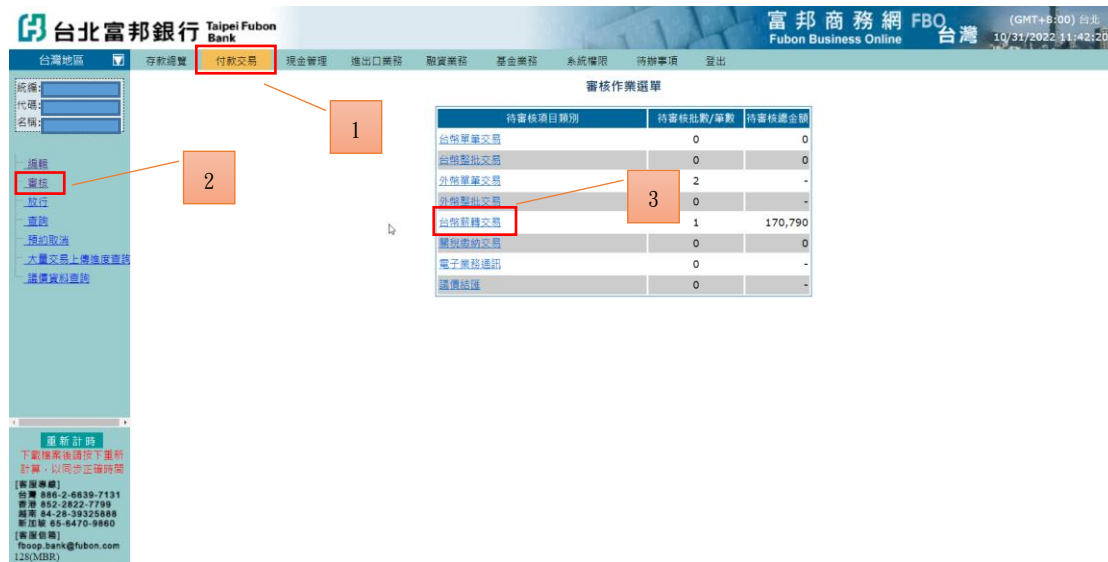 台北富邦銀行 Taipei Fubon Bank
富邦商務網 FBO 台灣
Fubon Business Online
(GMT+8:00) 台北
10/31/2022 11:42:20
台灣地區 存款總覽 付款交易 現金管理 進出口業務 融資業務 基金業務 系統權限 待辦事項 登出
統編:
代碼:
名稱:
編輯
審核
放行
查詢
預約取消
大量交易上傳進度查詢
議價資料查詢
1
2
3
審核作業選單
待審核項目類別 待審核批數/筆數 待審核總金額
台幣單筆交易 0 0
台幣整批交易 0 0
外幣單筆交易 2 -
外幣整批交易 0 -
台幣薪轉交易 1 170,790
關稅繳納交易 0 0
電子業務通訊 0 -
議價結匯 0 -
重新計時
下載檔案後請按下重新
計算，以同步正確時間
[客服專線]
台灣 886-2-6639-7131
香港 852-2822-7799
越南 84-28-39325888
新加坡 65-6470-9860
[客服信箱]
fboop.bank@fubon.com
128(MBR)